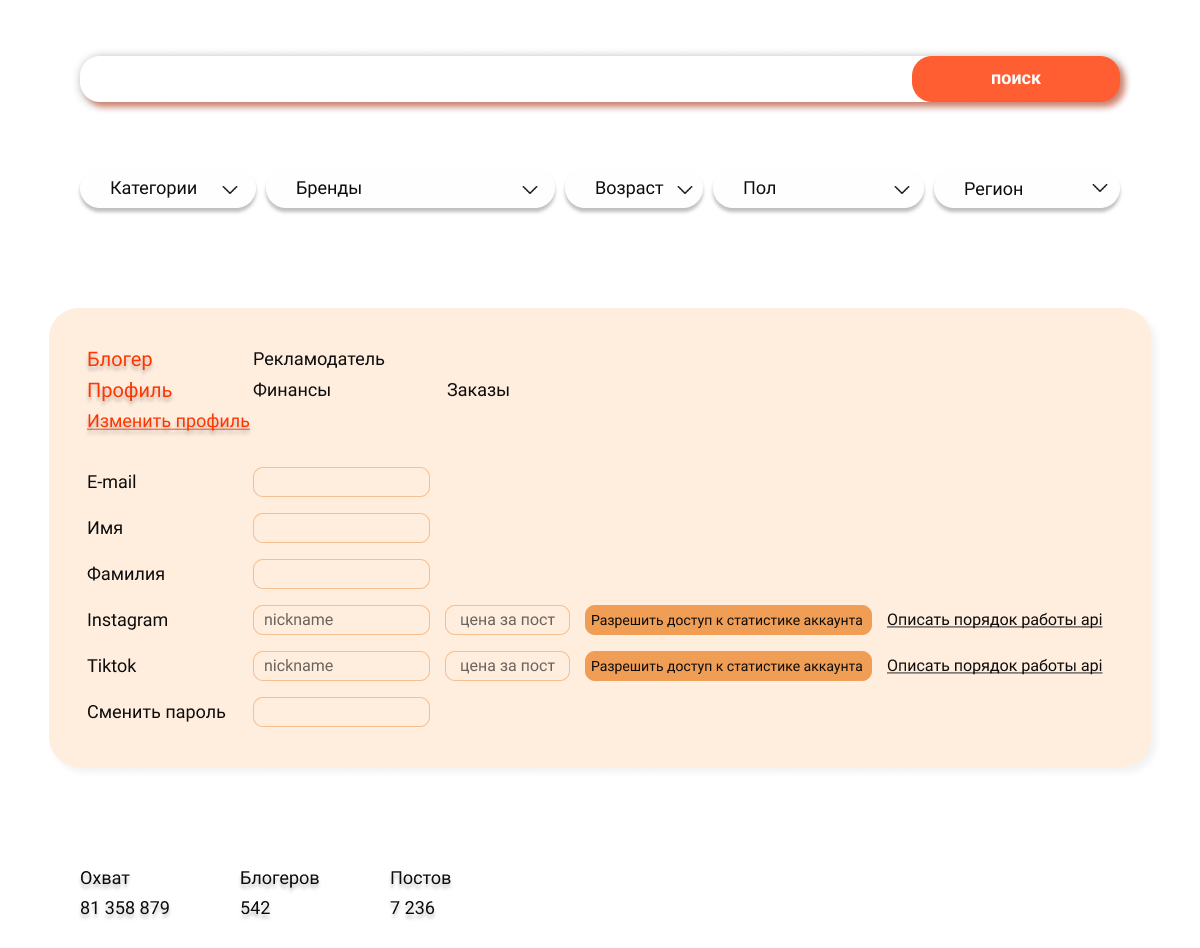 поиск
Категории Бренды Возраст Пол Регион
Блогер Рекламодатель
Профиль Финансы Заказы
Изменить профиль
E-mail
Имя
Фамилия
Instagram nickname цена за пост Разрешить доступ к статистике аккаунта Описать порядок работы api
Tiktok nickname цена за пост Разрешить доступ к статистике аккаунта Описать порядок работы api
Сменить пароль
Охват Блогеров Постов
81 358 879 542 7 236